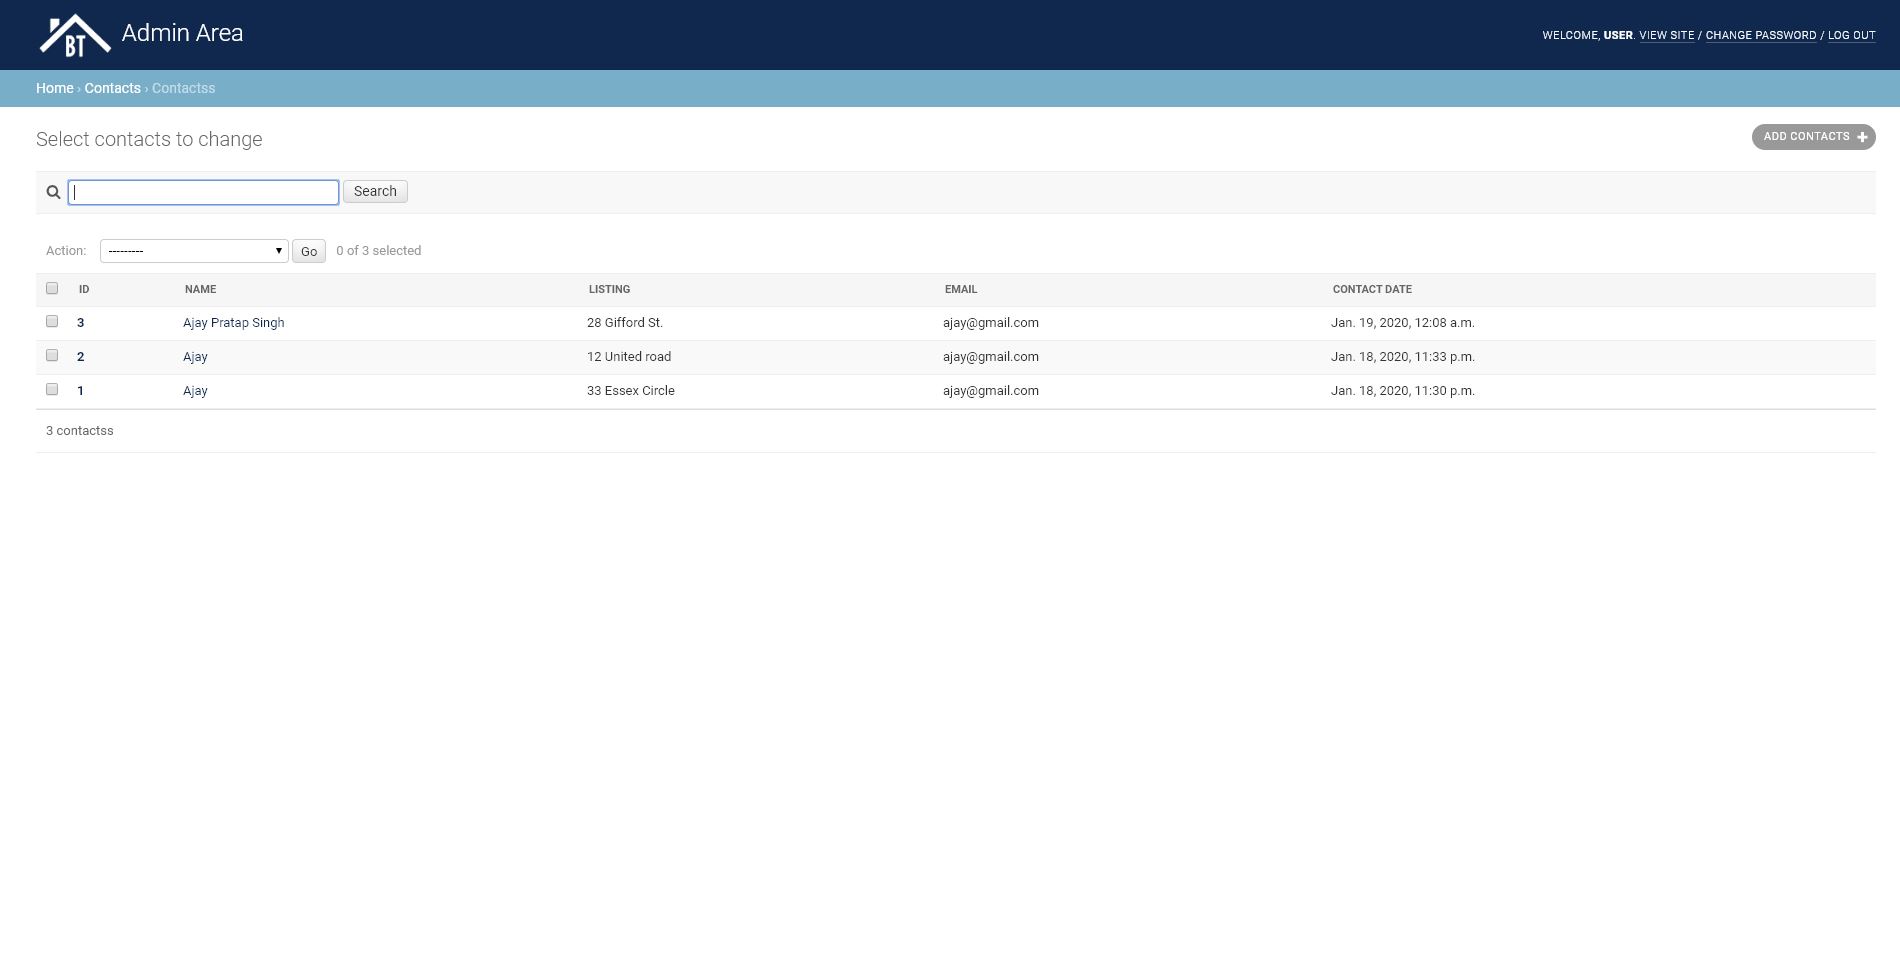 BT Admin Area
WELCOME, USER. VIEW SITE / CHANGE PASSWORD / LOG OUT
Home › Contacts › Contactss
Select contacts to change
ADD CONTACTS +
Search
Action: --------- Go 0 of 3 selected
ID NAME LISTING EMAIL CONTACT DATE
3 Ajay Pratap Singh 28 Gifford St. ajay@gmail.com Jan. 19, 2020, 12:08 a.m.
2 Ajay 12 United road ajay@gmail.com Jan. 18, 2020, 11:33 p.m.
1 Ajay 33 Essex Circle ajay@gmail.com Jan. 18, 2020, 11:30 p.m.
3 contactss